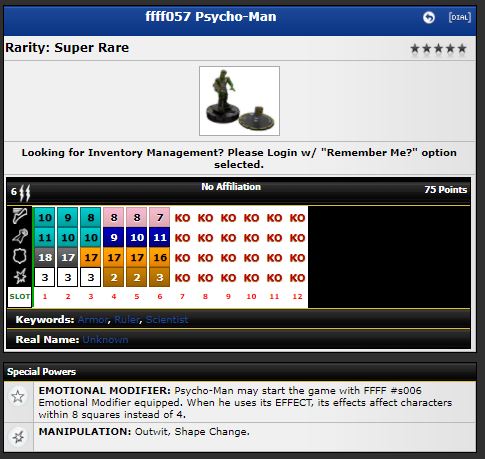 ffff057 Psycho-Man
[DIAL]
Rarity: Super Rare
Looking for Inventory Management? Please Login w/ "Remember Me?" option
selected.
6 No Affiliation 75 Points
10 9 8 8 8 7 KO KO KO KO KO KO
11 10 10 9 10 11 KO KO KO KO KO KO
18 17 17 17 17 16 KO KO KO KO KO KO
3 3 3 2 2 3 KO KO KO KO KO KO
SLOT 1 2 3 4 5 6 7 8 9 10 11 12
Keywords: Armor, Ruler, Scientist
Real Name: Unknown
Special Powers
EMOTIONAL MODIFIER: Psycho-Man may start the game with FFFF #s006
Emotional Modifier equipped. When he uses its EFFECT, its effects affect characters
within 8 squares instead of 4.
MANIPULATION: Outwit, Shape Change.